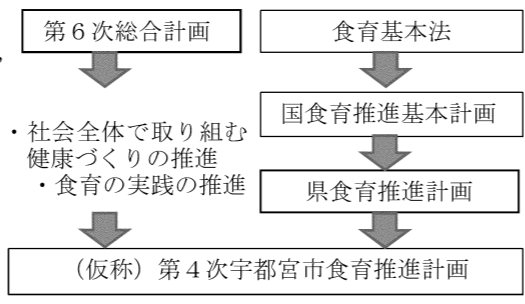 第６次総合計画
食育基本法
国食育推進基本計画
・社会全体で取り組む
健康づくりの推進
・食育の実践の推進
県食育推進計画
（仮称）第４次宇都宮市食育推進計画